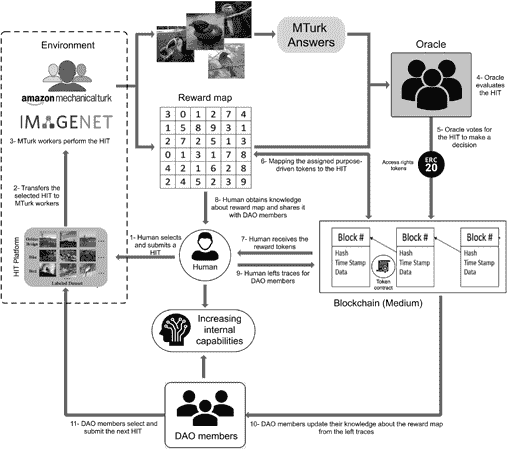 Environment
amazonmechanicalturk
IMAGENET
3- MTurk workers perform the HIT
2- Transfers the
selected HIT to
MTurk workers
HIT Platform
Labeled Dataset
MTurk
Answers
Reward map
3 0 1 2 7 4
1 5 8 9 3 1
2 7 2 5 1 3
0 1 3 1 7 8
4 2 1 6 2 8
2 4 5 2 3 9
Oracle
4- Oracle
evaluates
the HIT
5- Oracle votes
for the HIT to make a
decision
Access rights
tokens
ERC
20
6- Mapping the assigned purpose-
driven tokens to the HIT
8- Human obtains knowledge
about reward map and shares it
with DAO members
1- Human selects
and submits a
HIT
Human
7- Human receives the
reward tokens
9- Human left traces for
DAO members
Block #
Hash
Time Stamp
Data
Block #
Hash
Time Stamp
Data
Block #
Hash
Time Stamp
Data
Token
contract
Blockchain (Medium)
Increasing
internal
capabilities
DAO members
11- DAO members select and
submit the next HIT
10- DAO members update their knowledge about the reward map
from the left traces